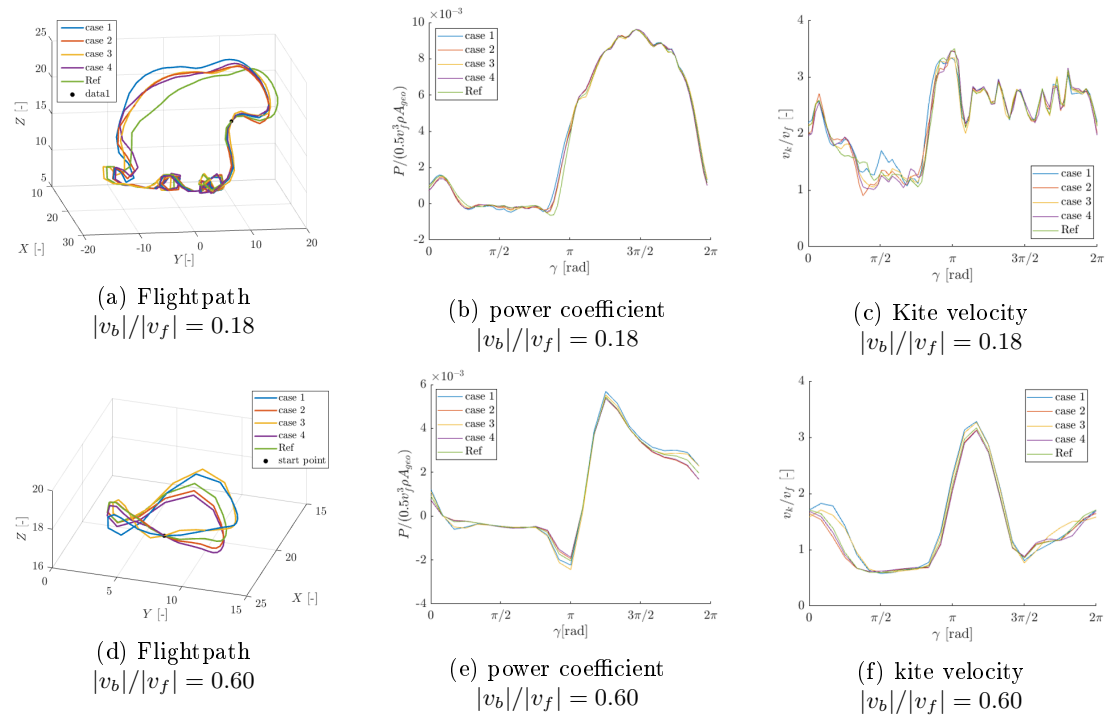 25
20
15
10
5
Z [-]
10
20
30
X [-]
-20
-10
0
10
20
Y[-]
case 1
case 2
case 3
case 4
Ref
data1
(a) Flightpath
|v_b|/|v_f| = 0.18
×10⁻³
10
8
6
4
2
0
-2
P/(0.5v_f^3ρA_geo)
0
π/2
π
3π/2
2π
γ [rad]
case 1
case 2
case 3
case 4
Ref
(b) power coefficient
|v_b|/|v_f| = 0.18
4
3
2
1
0
v_k/v_f [-]
0
π/2
π
3π/2
2π
γ [rad]
case 1
case 2
case 3
case 4
Ref
(c) Kite velocity
|v_b|/|v_f| = 0.18
20
19
18
17
16
Z [-]
0
5
10
15
Y [-]
15
20
25
X [-]
case 1
case 2
case 3
case 4
Ref
start point
(d) Flightpath
|v_b|/|v_f| = 0.60
×10⁻³
6
4
2
0
-2
-4
P/(0.5v_f^3ρA_geo)
0
π/2
π
3π/2
2π
γ[rad]
case 1
case 2
case 3
case 4
Ref
(e) power coefficient
|v_b|/|v_f| = 0.60
4
3
2
1
0
v_k/v_f [-]
0
π/2
π
3π/2
2π
γ [rad]
case 1
case 2
case 3
case 4
Ref
(f) kite velocity
|v_b|/|v_f| = 0.60